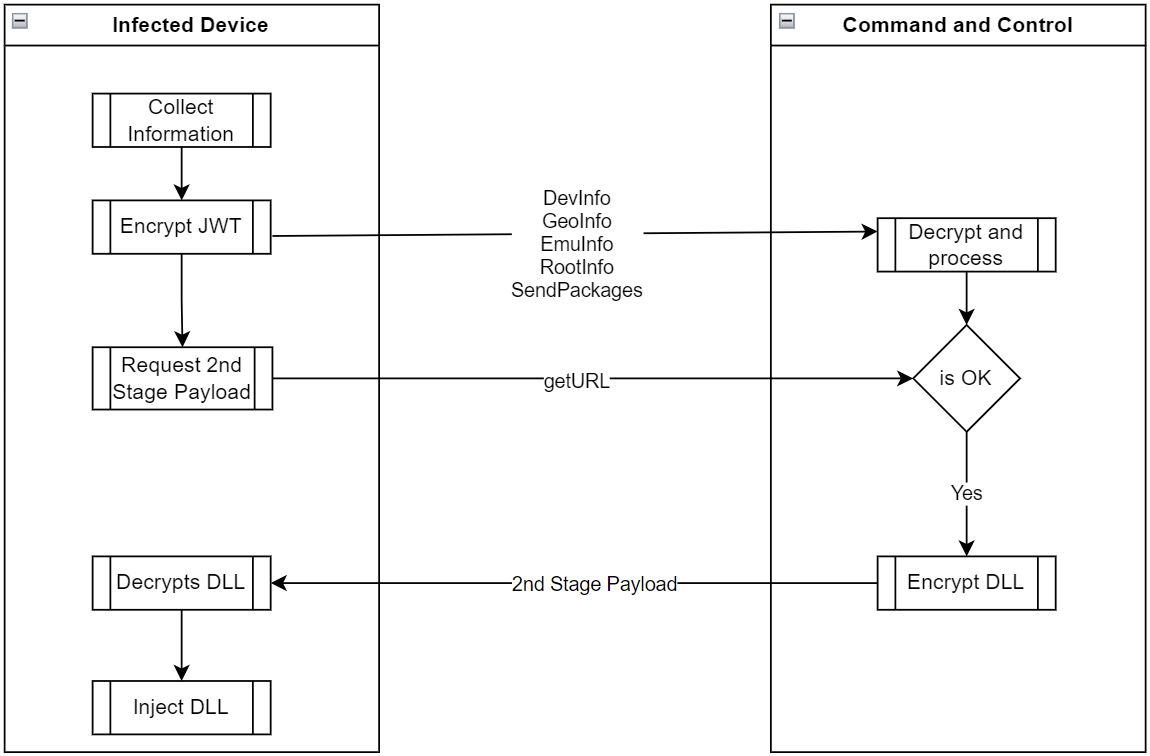 Infected Device
Command and Control
Collect
Information
Encrypt JWT
DevInfo
GeoInfo
EmuInfo
RootInfo
SendPackages
Decrypt and
process
Request 2nd
Stage Payload
getURL
is OK
Yes
Decrypts DLL
2nd Stage Payload
Encrypt DLL
Inject DLL